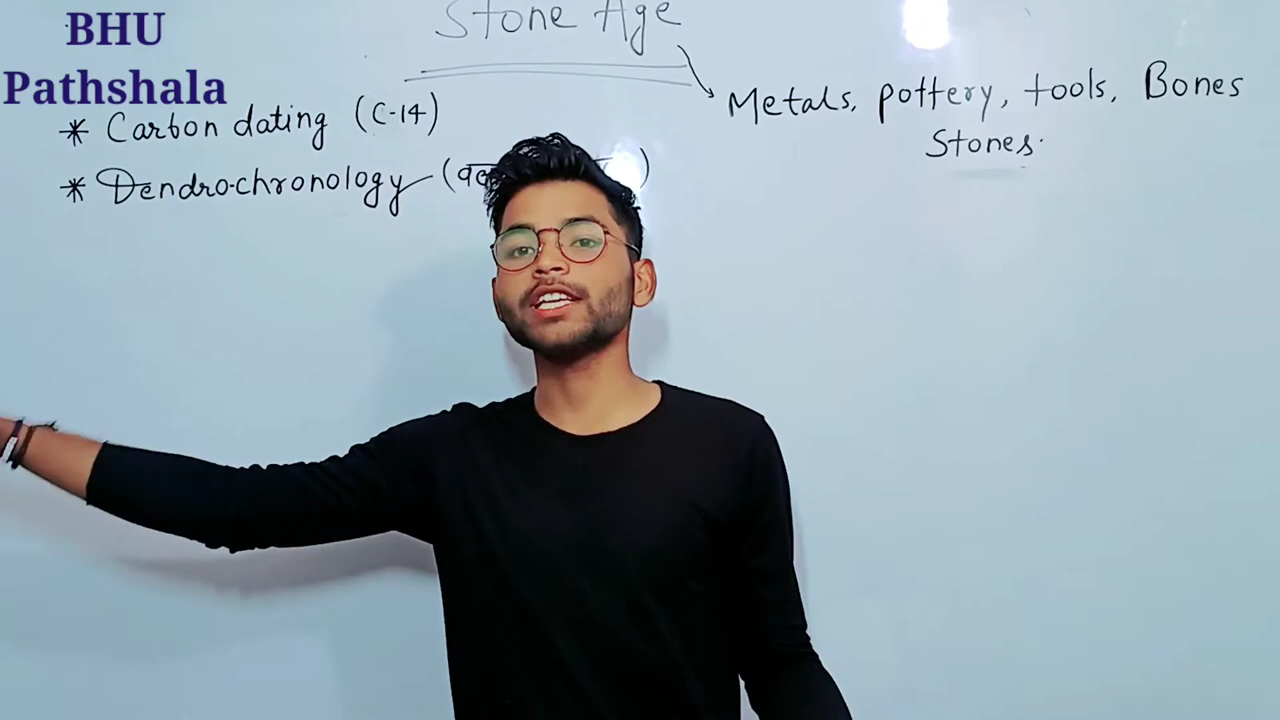 BHU
Pathshala
Stone Age
Metals, pottery, tools, Bones
Stones.
* Carbon dating (C-14)
* Dendrochronology (